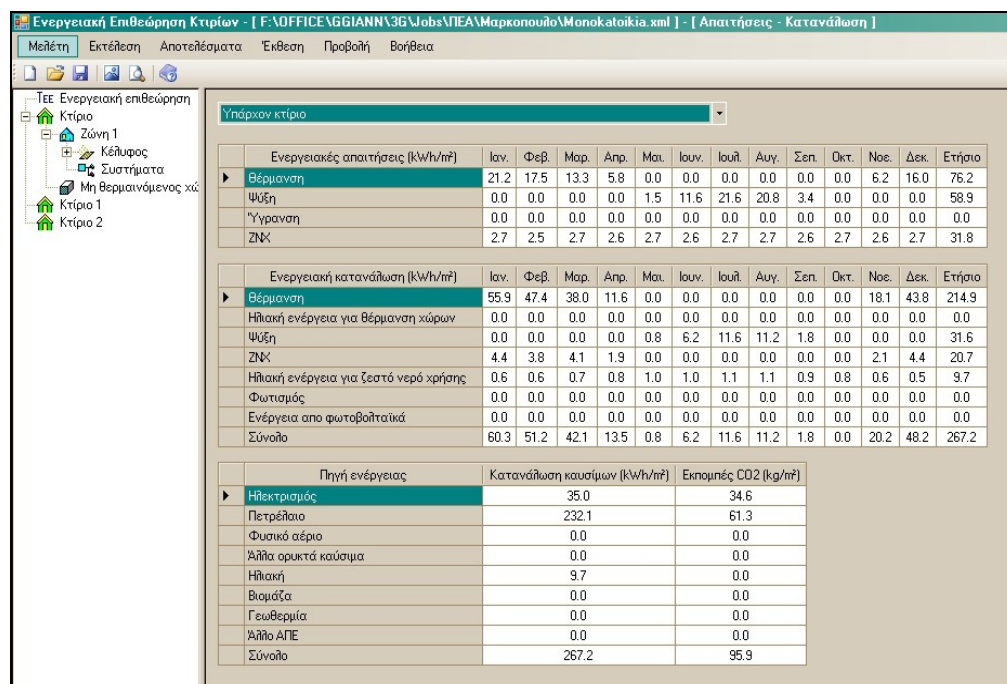 Ενεργειακή Επιθεώρηση Κτιρίων - [ F:\OFFICE\GGIANN\3G\Jobs\ΠΕΑ\Μαρκοπουλο\Monokatoikia.xml ] - [ Απαιτήσεις - Κατανάλωση ]
Μελέτη Εκτέλεση Αποτελέσματα Έκθεση Προβολή Βοήθεια
ΤΕΕ Ενεργειακή επιθεώρηση
Κτίριο
Ζώνη 1
Κέλυφος
Συστήματα
Μη θερμαινόμενος χώ
Κτίριο 1
Κτίριο 2
Υπάρχον κτίριο
Ενεργειακές απαιτήσεις (kWh/m²) Ιαν. Φεβ. Μαρ. Απρ. Μαι. Ιουν. Ιουλ. Αυγ. Σεπ. Οκτ. Νοε. Δεκ. Ετήσιο
Θέρμανση 21.2 17.5 13.3 5.8 0.0 0.0 0.0 0.0 0.0 0.0 6.2 16.0 76.2
Ψύξη 0.0 0.0 0.0 0.0 1.5 11.6 21.6 20.8 3.4 0.0 0.0 0.0 58.9
Ύγρανση 0.0 0.0 0.0 0.0 0.0 0.0 0.0 0.0 0.0 0.0 0.0 0.0 0.0
ΖΝΧ 2.7 2.5 2.7 2.6 2.7 2.6 2.7 2.7 2.6 2.7 2.6 2.7 31.8
Ενεργειακή κατανάλωση (kWh/m²) Ιαν. Φεβ. Μαρ. Απρ. Μαι. Ιουν. Ιουλ. Αυγ. Σεπ. Οκτ. Νοε. Δεκ. Ετήσιο
Θέρμανση 55.9 47.4 38.0 11.6 0.0 0.0 0.0 0.0 0.0 0.0 18.1 43.8 214.9
Ηλιακή ενέργεια για θέρμανση χώρων 0.0 0.0 0.0 0.0 0.0 0.0 0.0 0.0 0.0 0.0 0.0 0.0 0.0
Ψύξη 0.0 0.0 0.0 0.0 0.8 6.2 11.6 11.2 1.8 0.0 0.0 0.0 31.6
ΖΝΧ 4.4 3.8 4.1 1.9 0.0 0.0 0.0 0.0 0.0 0.0 2.1 4.4 20.7
Ηλιακή ενέργεια για ζεστό νερό χρήσης 0.6 0.6 0.7 0.8 1.0 1.0 1.1 1.1 0.9 0.8 0.6 0.5 9.7
Φωτισμός 0.0 0.0 0.0 0.0 0.0 0.0 0.0 0.0 0.0 0.0 0.0 0.0 0.0
Ενέργεια απο φωτοβολταϊκά 0.0 0.0 0.0 0.0 0.0 0.0 0.0 0.0 0.0 0.0 0.0 0.0 0.0
Σύνολο 60.3 51.2 42.1 13.5 0.8 6.2 11.6 11.2 1.8 0.0 20.2 48.2 267.2
Πηγή ενέργειας Κατανάλωση καυσίμων (kWh/m²) Εκπομπές CO2 (kg/m²)
Ηλεκτρισμός 35.0 34.6
Πετρέλαιο 232.1 61.3
Φυσικό αέριο 0.0 0.0
Άλλα ορυκτά καύσιμα 0.0 0.0
Ηλιακή 9.7 0.0
Βιομάζα 0.0 0.0
Γεωθερμία 0.0 0.0
Άλλο ΑΠΕ 0.0 0.0
Σύνολο 267.2 95.9